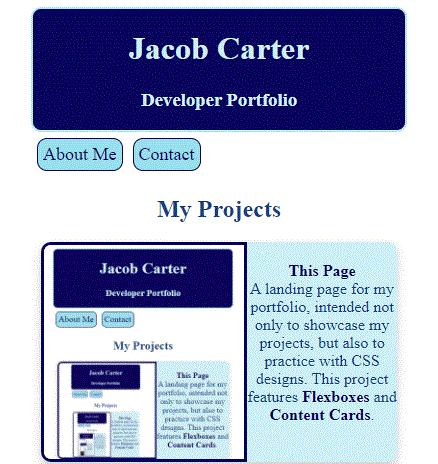 Jacob Carter
Developer Portfolio
About Me
Contact
My Projects
Jacob Carter
Developer Portfolio
About Me
Contact
My Projects
This Page
A landing page for my
portfolio, intended not
only to showcase my
projects, but also to
practice with CSS
designs. This project
features Flexboxes and
Content Cards.
Jacob Carter
This Page
A landing page for my
portfolio, intended not
only to showcase my
projects, but also to
practice with CSS
designs. This project
features Flexboxes and
Content Cards.